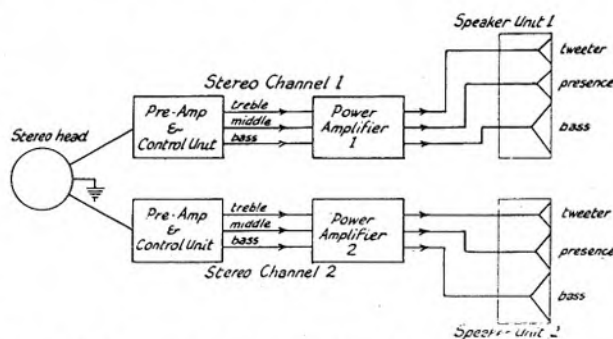 Speaker Unit 1
tweeter
presence
bass
Stereo Channel 1
Pre-Amp
&
Control Unit
treble
middle
bass
Power
Amplifier
1
Stereo head
Pre-Amp
&
Control Unit
treble
middle
bass
Power
Amplifier
2
Stereo Channel 2
tweeter
presence
bass
Speaker Unit 2